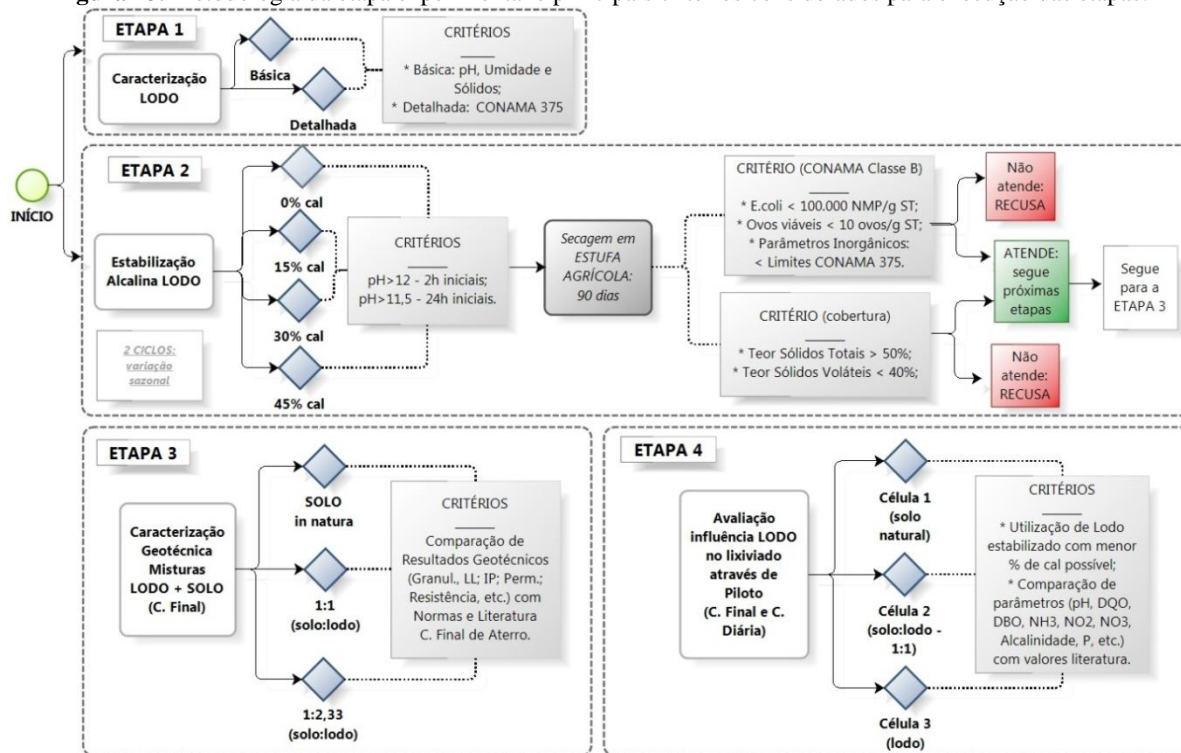 ETAPA 1
Caracterização
LODO
Básica
Detalhada
CRITÉRIOS
* Básica: pH, Umidade e
Sólidos;
* Detalhada: CONAMA 375
INÍCIO
ETAPA 2
Estabilização
Alcalina LODO
2 CICLOS:
variação
sazonal
0% cal
15% cal
30% cal
45% cal
CRITÉRIOS
pH>12 - 2h iniciais;
pH>11,5 - 24h iniciais.
Secagem em
ESTUFA
AGRÍCOLA:
90 dias
CRITÉRIO (CONAMA Classe B)
* E.coli < 100.000 NMP/g ST;
* Ovos viáveis < 10 ovos/g ST;
* Parâmetros Inorgânicos:
< Limites CONAMA 375.
CRITÉRIO (cobertura)
* Teor Sólidos Totais > 50%;
* Teor Sólidos Voláteis < 40%;
Não
atende:
RECUSA
ATENDE:
segue
próximas
etapas
Não
atende:
RECUSA
Segue
para a
ETAPA 3
ETAPA 3
Caracterização
Geotécnica
Misturas
LODO + SOLO
(C. Final)
SOLO
in natura
1:1
(solo:lodo)
1:2,33
(solo:lodo)
CRITÉRIOS
Comparação de
Resultados Geotécnicos
(Granul., LL; IP; Perm.;
Resistência, etc.) com
Normas e Literatura
C. Final de Aterro.
ETAPA 4
Avaliação
influência LODO
no lixiviado
através de
Piloto
(C. Final e C.
Diária)
Célula 1
(solo
natural)
Célula 2
(solo:lodo -
1:1)
Célula 3
(lodo)
CRITÉRIOS
* Utilização de Lodo
estabilizado com menor
% de cal possível;
* Comparação de
parâmetros (pH, DQO,
DBO, NH3, NO2, NO3,
Alcalinidade, P, etc.)
com valores literatura.